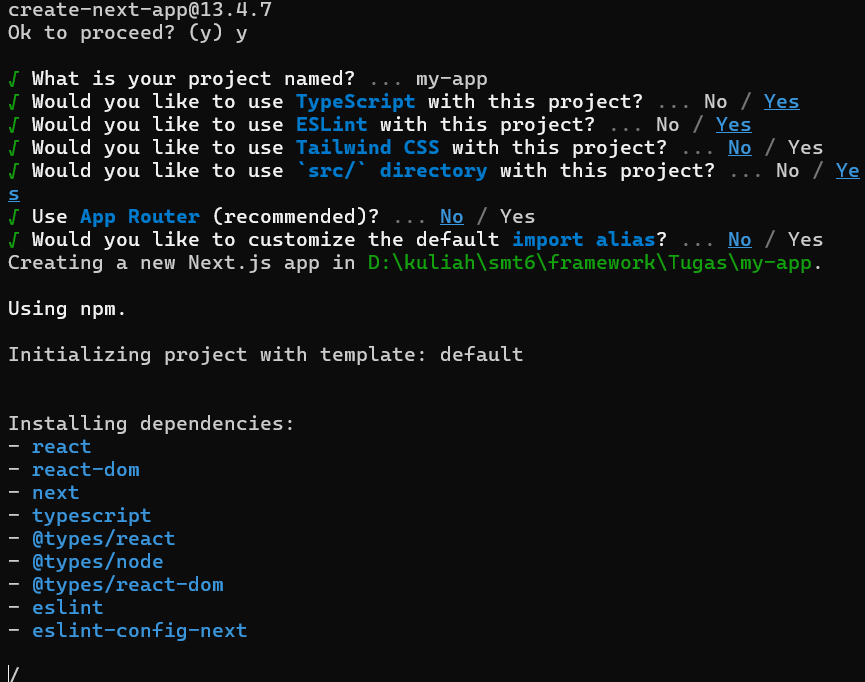 create-next-app@13.4.7
Ok to proceed? (y) y
√ What is your project named? ... my-app
√ Would you like to use TypeScript with this project? ... No / Yes
√ Would you like to use ESLint with this project? ... No / Yes
√ Would you like to use Tailwind CSS with this project? ... No / Yes
√ Would you like to use `src/` directory with this project? ... No / Ye
s
√ Use App Router (recommended)? ... No / Yes
√ Would you like to customize the default import alias? ... No / Yes
Creating a new Next.js app in D:\kuliah\smt6\framework\Tugas\my-app.
Using npm.
Initializing project with template: default
Installing dependencies:
- react
- react-dom
- next
- typescript
- @types/react
- @types/node
- @types/react-dom
- eslint
- eslint-config-next
/